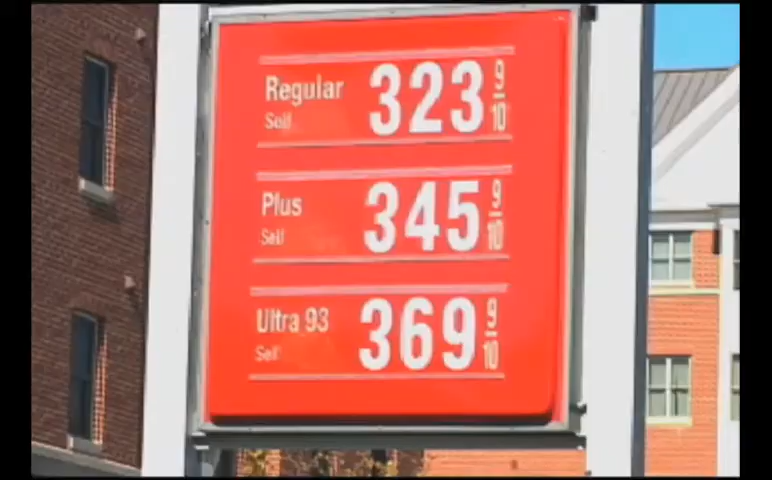 Regular 323 9/10
Self
Plus 345 9/10
Self
Ultra 93 369 9/10
Self